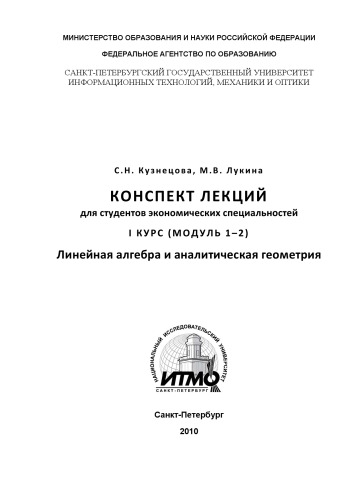 МИНИСТЕРСТВО ОБРАЗОВАНИЯ И НАУКИ РОССИЙСКОЙ ФЕДЕРАЦИИ
ФЕДЕРАЛЬНОЕ АГЕНТСТВО ПО ОБРАЗОВАНИЮ
САНКТ-ПЕТЕРБУРГСКИЙ ГОСУДАРСТВЕННЫЙ УНИВЕРСИТЕТ
ИНФОРМАЦИОННЫХ ТЕХНОЛОГИЙ, МЕХАНИКИ И ОПТИКИ
С.Н. Кузнецова, М.В. Лукина
КОНСПЕКТ ЛЕКЦИЙ
для студентов экономических специальностей
I КУРС (МОДУЛЬ 1–2)
Линейная алгебра и аналитическая геометрия
НАЦИОНАЛЬНЫЙ ИССЛЕДОВАТЕЛЬСКИЙ УНИВЕРСИТЕТ
ИТМО
САНКТ-ПЕТЕРБУРГ
Санкт-Петербург
2010